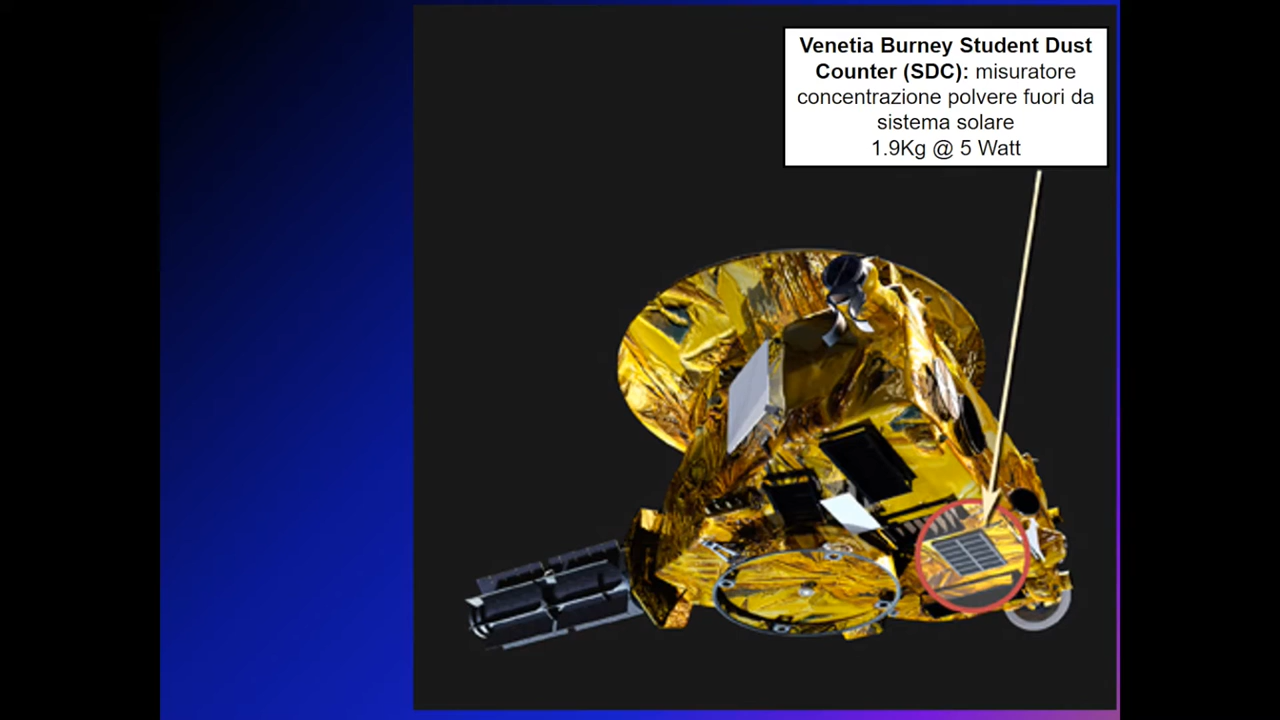 Venetia Burney Student Dust
Counter (SDC): misuratore
concentrazione polvere fuori da
sistema solare
1.9Kg @ 5 Watt